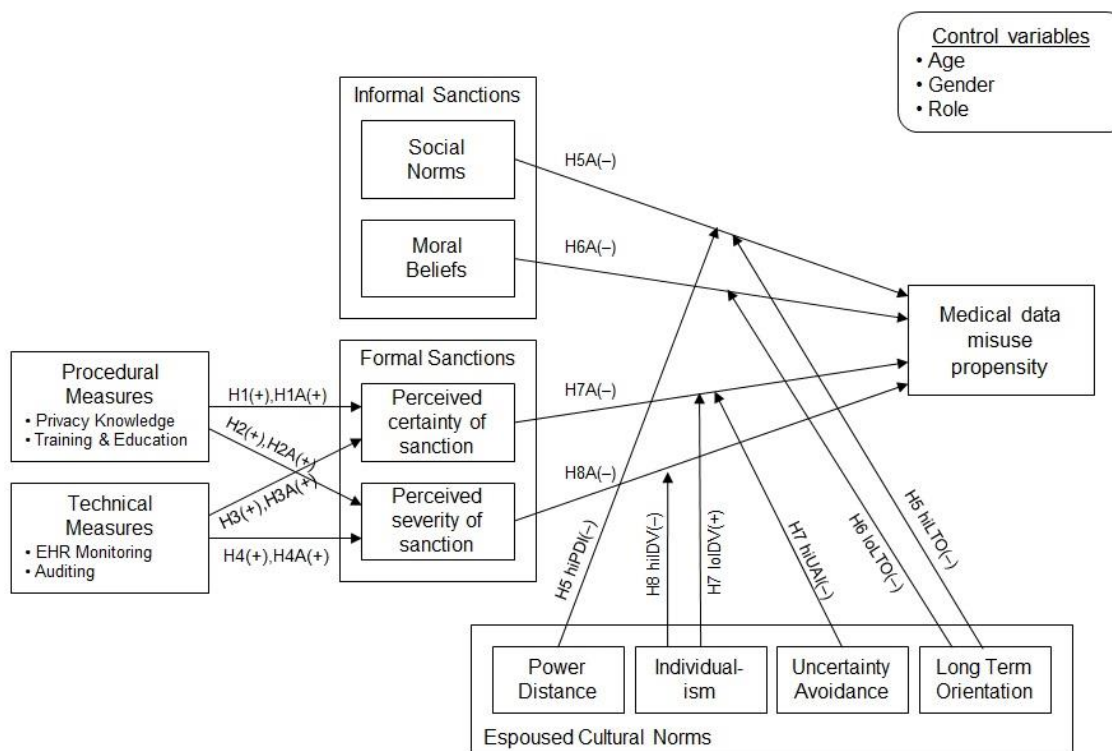 Control variables
• Age
• Gender
• Role
Informal Sanctions
Social
Norms
Moral
Beliefs
H5A(–)
H6A(–)
Medical data
misuse
propensity
Formal Sanctions
Perceived
certainty of
sanction
Perceived
severity of
sanction
Procedural
Measures
• Privacy Knowledge
• Training & Education
Technical
Measures
• EHR Monitoring
• Auditing
H1(+),H1A(+)
H2(+),H2A(+)
H3(+),H3A(+)
H4(+),H4A(+)
H7A(–)
H8A(–)
H5 hiPDI(–)
H8 hiIDV(–)
H7 loIDV(+)
H7 hiUAI(–)
H6 loLTO(–)
H5 hiLTO(–)
Power
Distance
Individual-
ism
Uncertainty
Avoidance
Long Term
Orientation
Espoused Cultural Norms